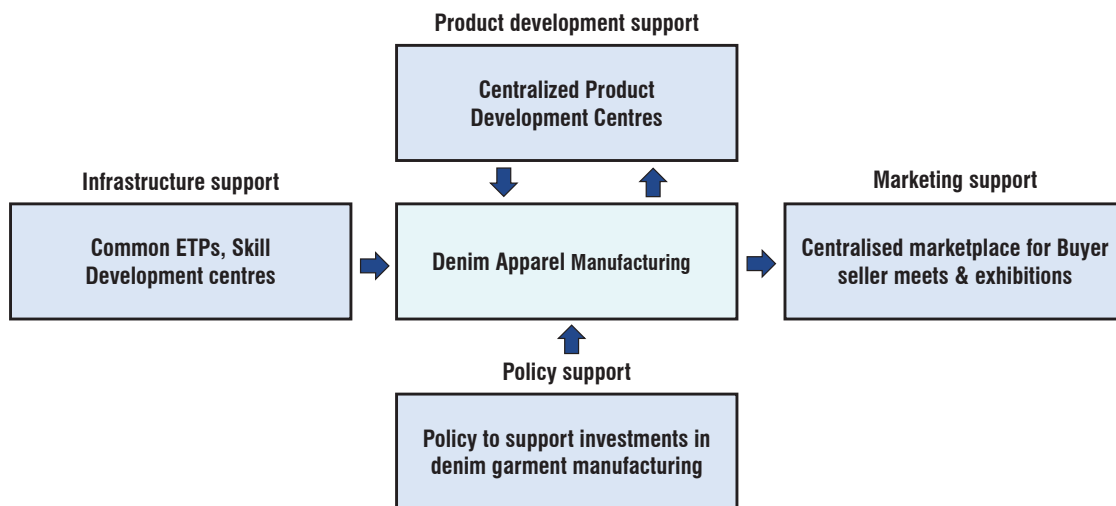 Product development support
Centralized Product
Development Centres
Infrastructure support
Common ETPs, Skill
Development centres
Denim Apparel Manufacturing
Marketing support
Centralised marketplace for Buyer
seller meets & exhibitions
Policy support
Policy to support investments in
denim garment manufacturing